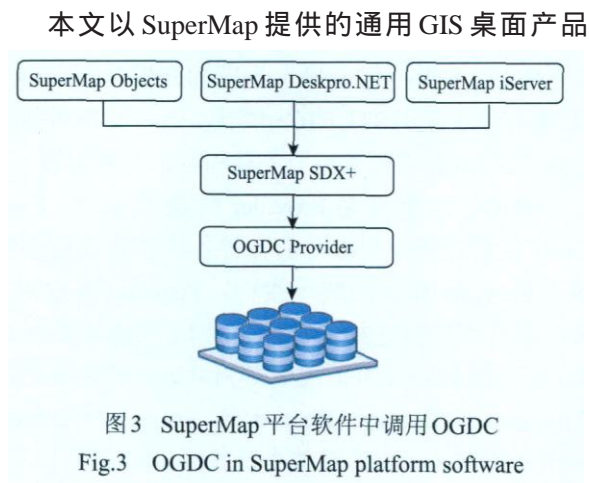 本文以 SuperMap 提供的通用 GIS 桌面产品
SuperMap Objects
SuperMap Deskpro.NET
SuperMap iServer
SuperMap SDX+
OGDC Provider
图3 SuperMap平台软件中调用OGDC
Fig.3 OGDC in SuperMap platform software